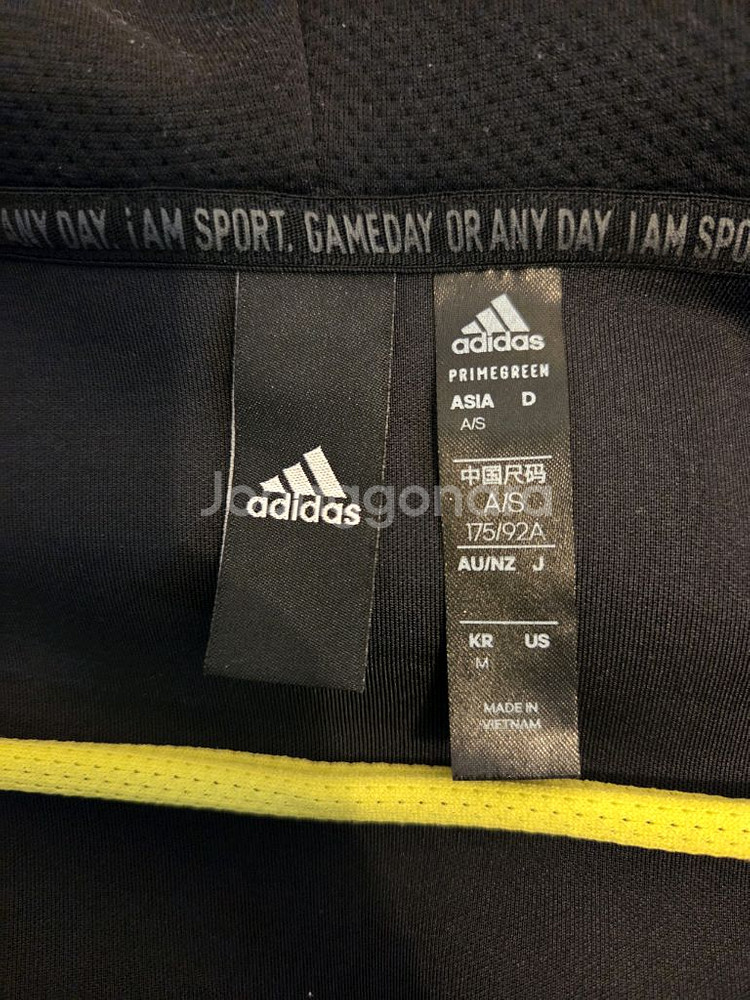 ANY DAY. I AM SPORT. GAMEDAY OR ANY DAY. I AM SPO
adidas
adidas
PRIMEGREEN
ASIA D
A/S
中国尺码
A/S
175/92A
AU/NZ J
KR US
M
MADE IN
VIETNAM
Joonggonara